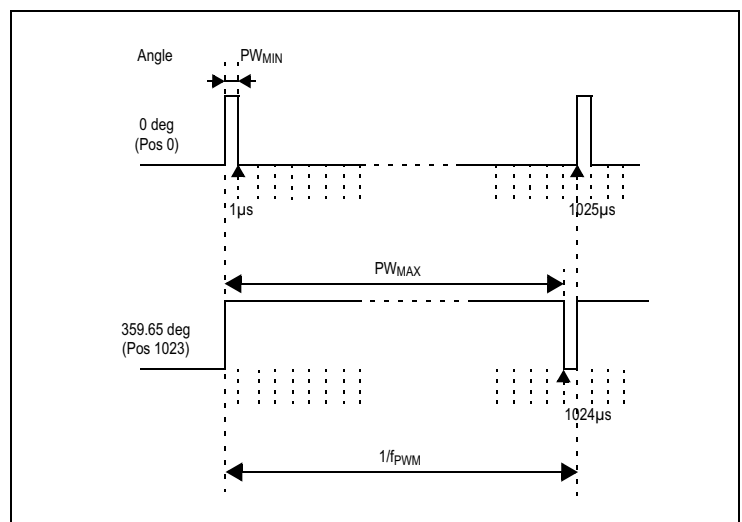 Angle PWMIN
0 deg
(Pos 0)
1µs 1025µs
PWMAX
359.65 deg
(Pos 1023)
1024µs
1/fPWM